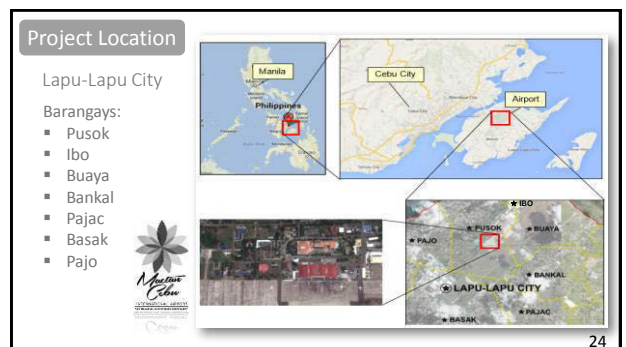 Project Location
Lapu-Lapu City
Barangays:
▪ Pusok
▪ Ibo
▪ Buaya
▪ Bankal
▪ Pajac
▪ Basak
▪ Pajo
Mactan
Cebu
INTERNATIONAL AIRPORT
Manila
Philippines
Cebu City
Airport
IBO
PUSOK
BUAYA
PAJO
BANKAL
LAPU-LAPU CITY
PAJAC
BASAK
24